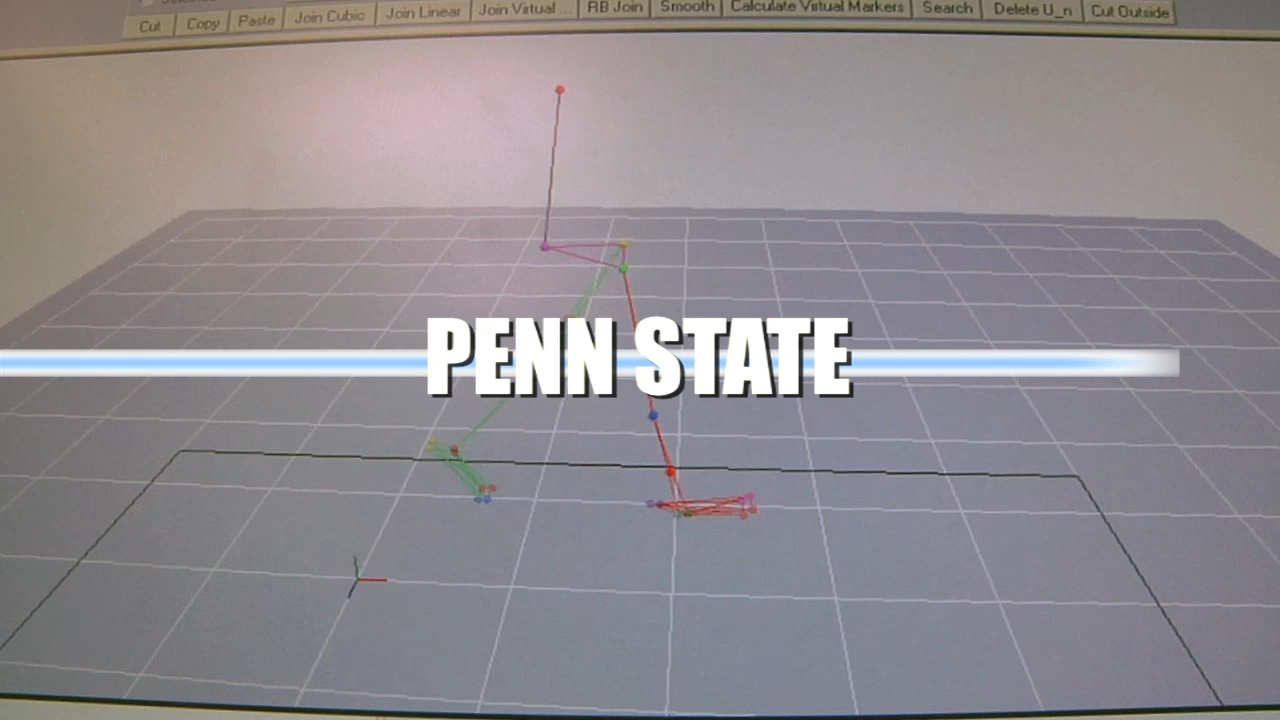 Cut Copy Paste Join Cubic Join Linear Join Virtual ... RB Join Smooth Calculate Virtual Markers Search Delete U_n Cut Outside
PENN STATE